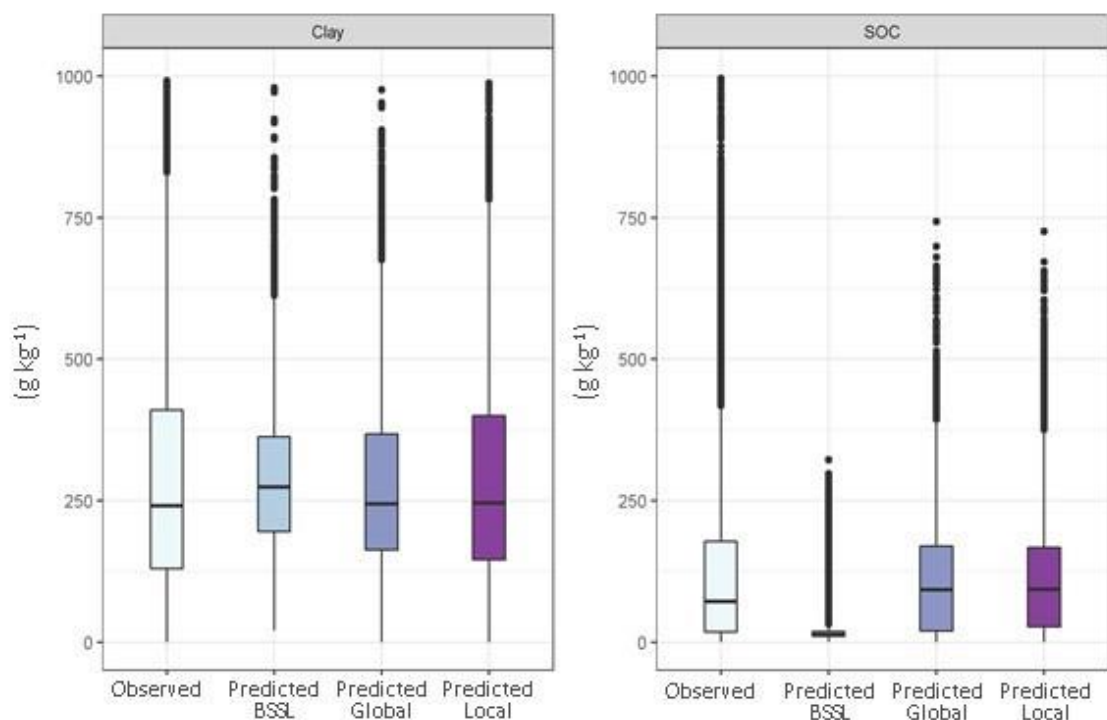 Clay
SOC
1000
750
500
250
0
(g kg⁻¹)
Observed
Predicted
BSSL
Predicted
Global
Predicted
Local
1000
750
500
250
0
(g kg⁻¹)
Observed
Predicted
BSSL
Predicted
Global
Predicted
Local